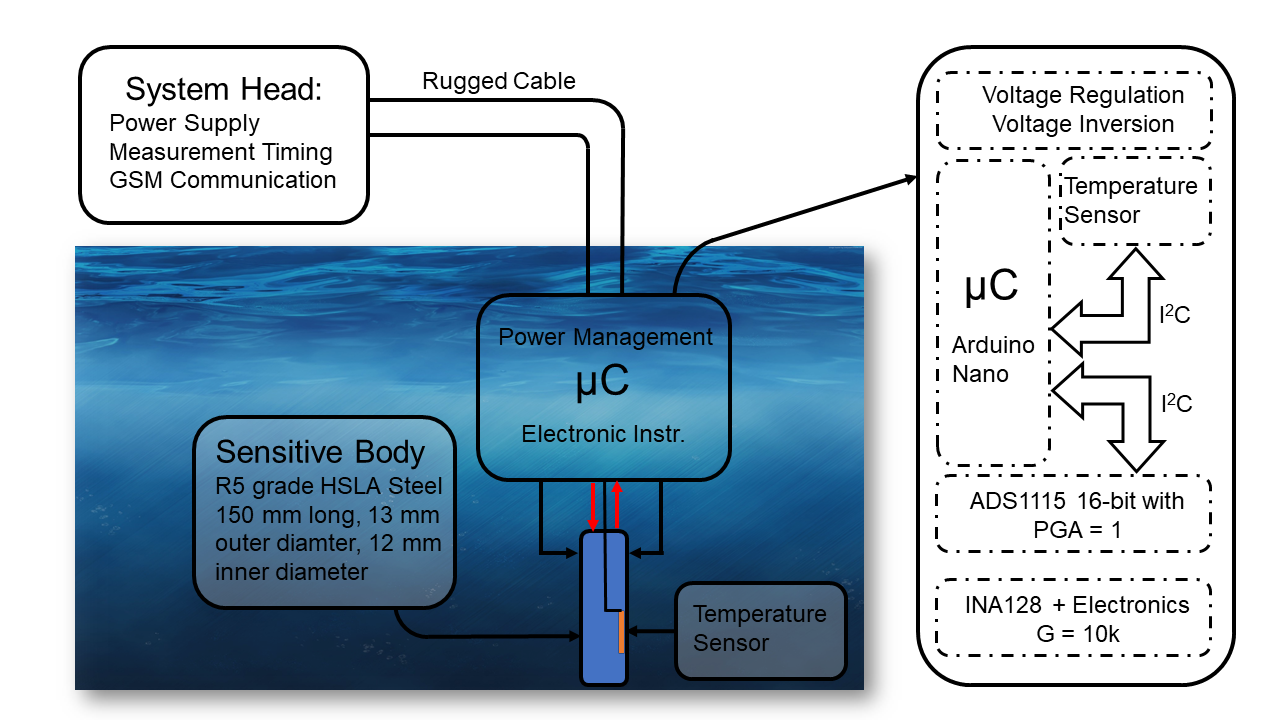 System Head:
Power Supply
Measurement Timing
GSM Communication
Rugged Cable
Power Management
µC
Electronic Instr.
Sensitive Body
R5 grade HSLA Steel
150 mm long, 13 mm
outer diamter, 12 mm
inner diameter
Temperature
Sensor
Voltage Regulation
Voltage Inversion
Temperature
Sensor
µC
Arduino
Nano
I²C
I²C
ADS1115 16-bit with
PGA = 1
INA128 + Electronics
G = 10k